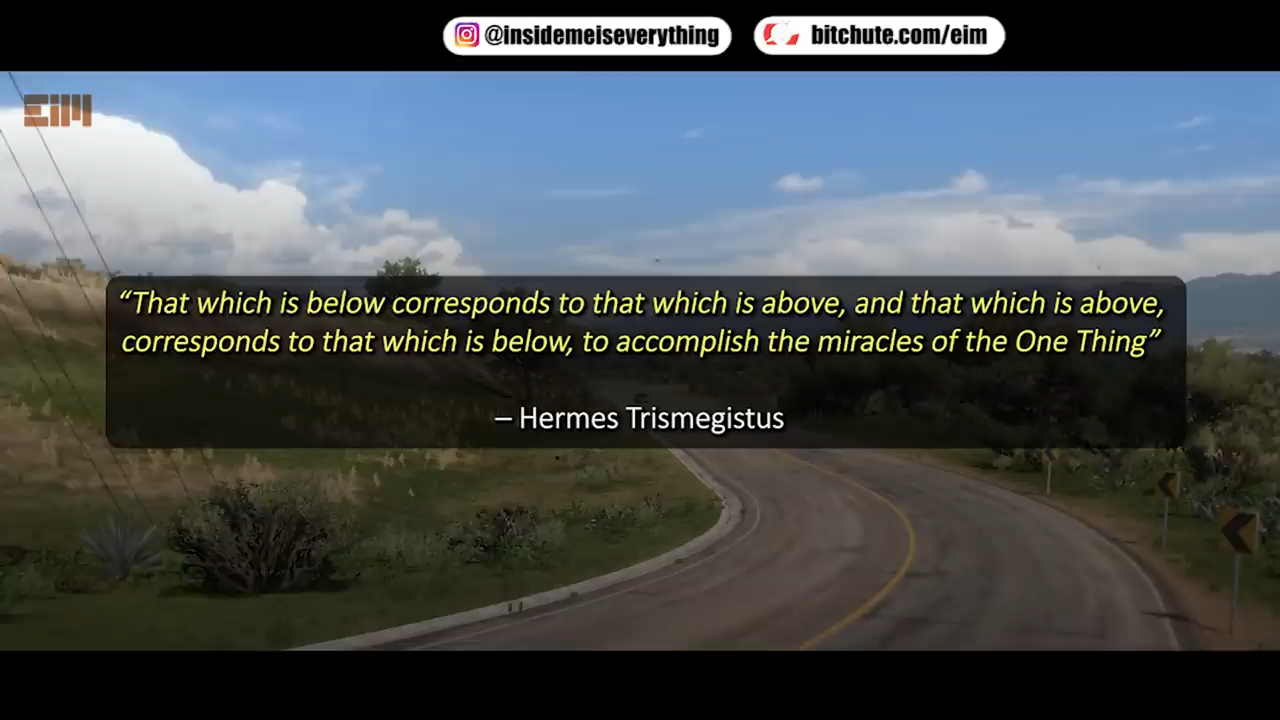 @insidemeiseverything
bitchute.com/eim
EiM
“That which is below corresponds to that which is above, and that which is above,
corresponds to that which is below, to accomplish the miracles of the One Thing”
– Hermes Trismegistus